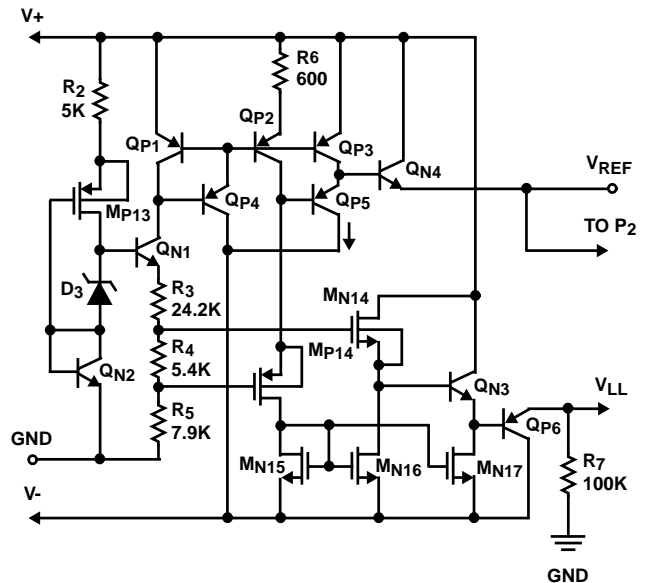 V+
R2
5K
R6
600
QP1
QP2
QP3
QN4
VREF
MP13
QP4
QP5
TO P2
QN1
D3
R3
24.2K
MN14
MP14
R4
5.4K
QN2
QN3
VLL
R5
7.9K
QP6
GND
MN15
MN16
MN17
R7
100K
V-
GND